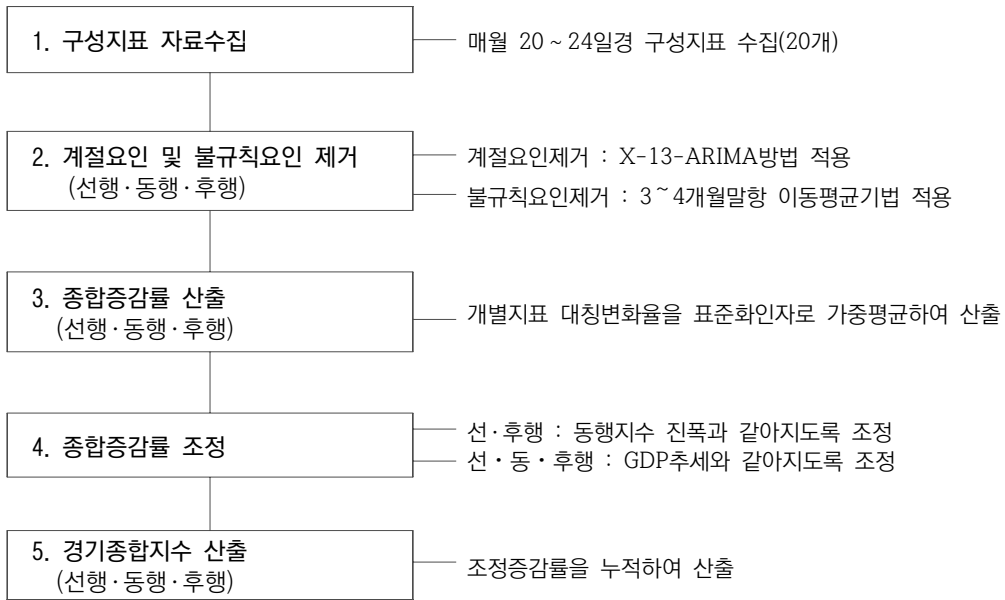 1. 구성지표 자료수집
매월 20 ~ 24일경 구성지표 수집(20개)
2. 계절요인 및 불규칙요인 제거
(선행·동행·후행)
계절요인제거 : X-13-ARIMA방법 적용
불규칙요인제거 : 3~4개월말항 이동평균기법 적용
3. 종합증감률 산출
(선행·동행·후행)
개별지표 대칭변화율을 표준화인자로 가중평균하여 산출
4. 종합증감률 조정
선·후행 : 동행지수 진폭과 같아지도록 조정
선·동·후행 : GDP추세와 같아지도록 조정
5. 경기종합지수 산출
(선행·동행·후행)
조정증감률을 누적하여 산출